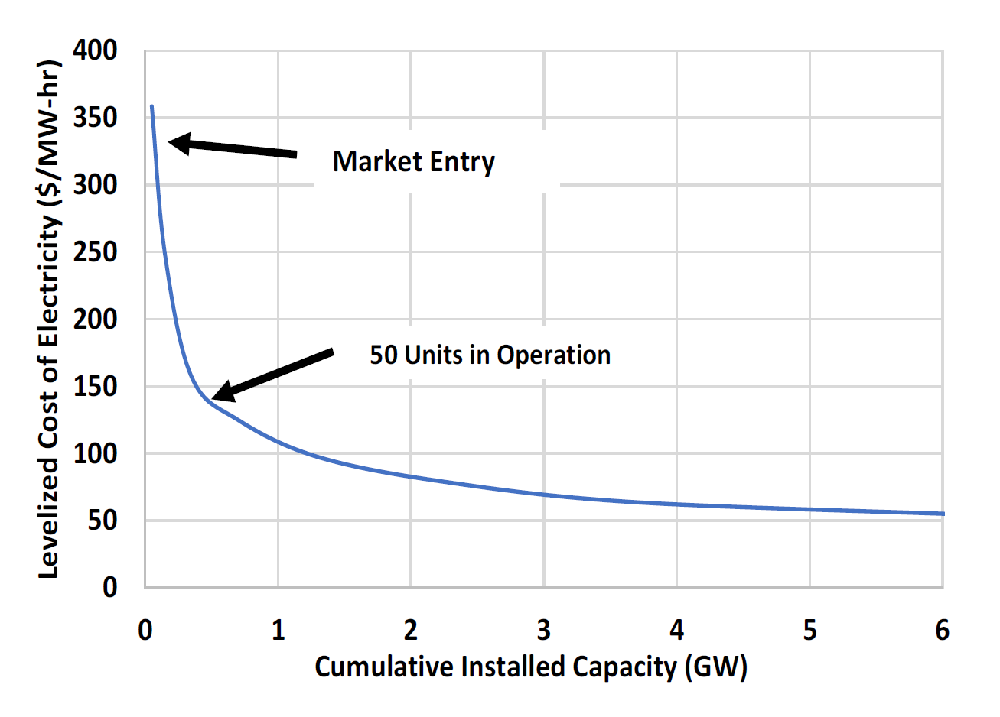 Levelized Cost of Electricity ($/MW-hr)
400
350
300
250
200
150
100
50
0
Market Entry
50 Units in Operation
0 1 2 3 4 5 6
Cumulative Installed Capacity (GW)